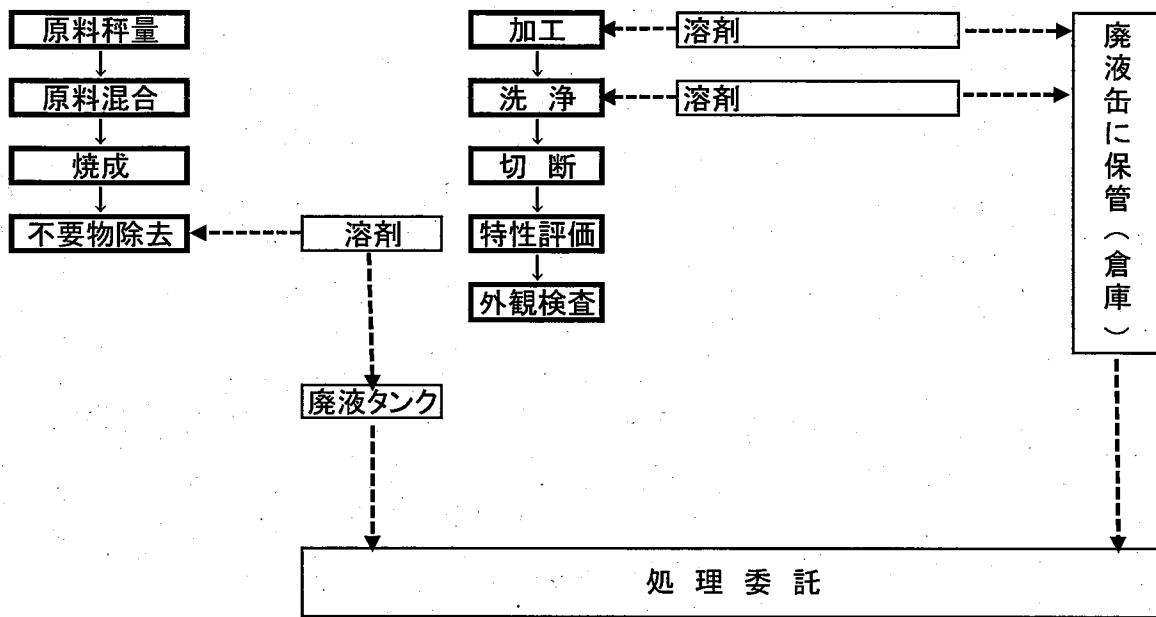 原料秤量
原料混合
焼成
不要物除去
溶剤
廃液タンク
加工
洗 浄
切 断
特性評価
外観検査
溶剤
溶剤
廃液缶に保管(倉庫)
処 理 委 託